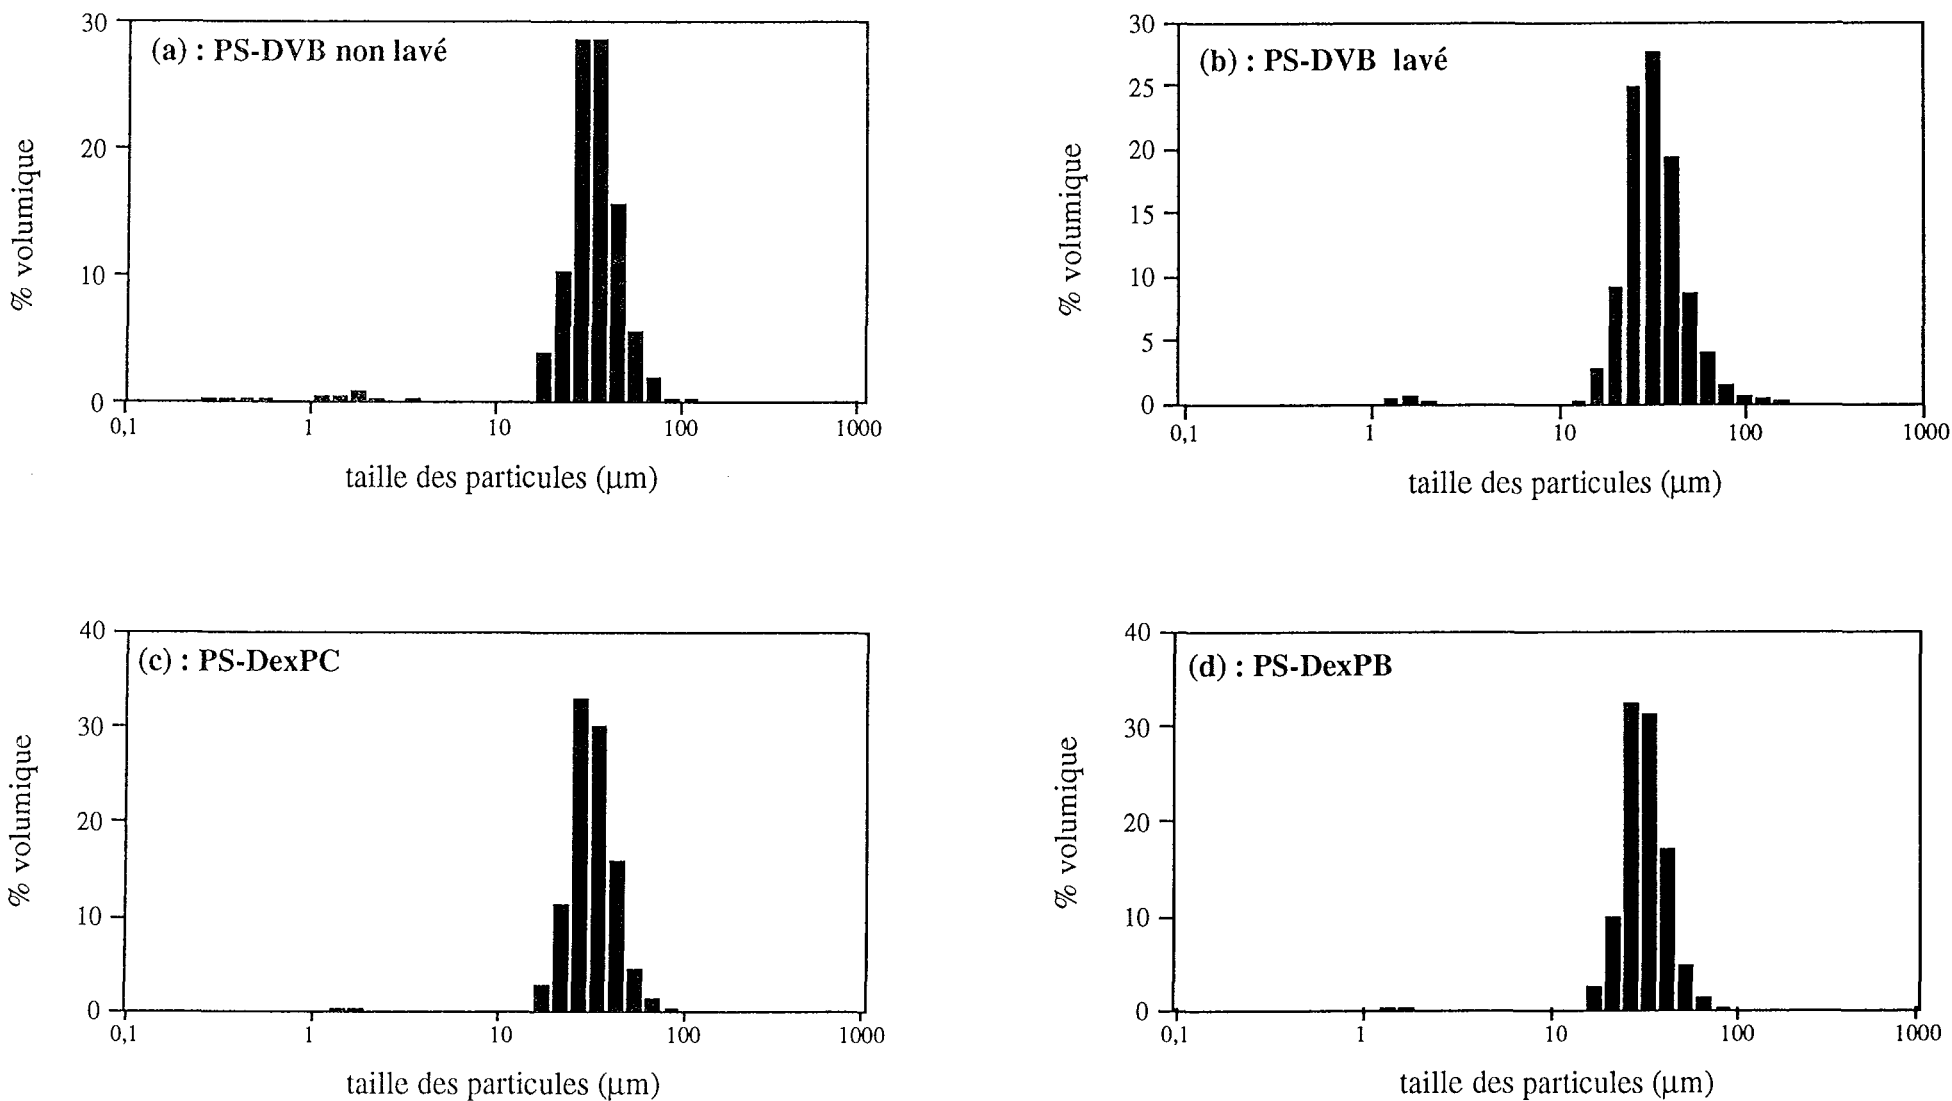 (a) : PS-DVB non lavé
% volumique
30
20
10
0
0,1 1 10 100 1000
taille des particules (µm)
(b) : PS-DVB lavé
% volumique
30
25
20
15
10
5
0
0,1 1 10 100 1000
taille des particules (µm)
(c) : PS-DexPC
% volumique
40
30
20
10
0
0,1 1 10 100 1000
taille des particules (µm)
(d) : PS-DexPB
% volumique
40
30
20
10
0
0,1 1 10 100 1000
taille des particules (µm)